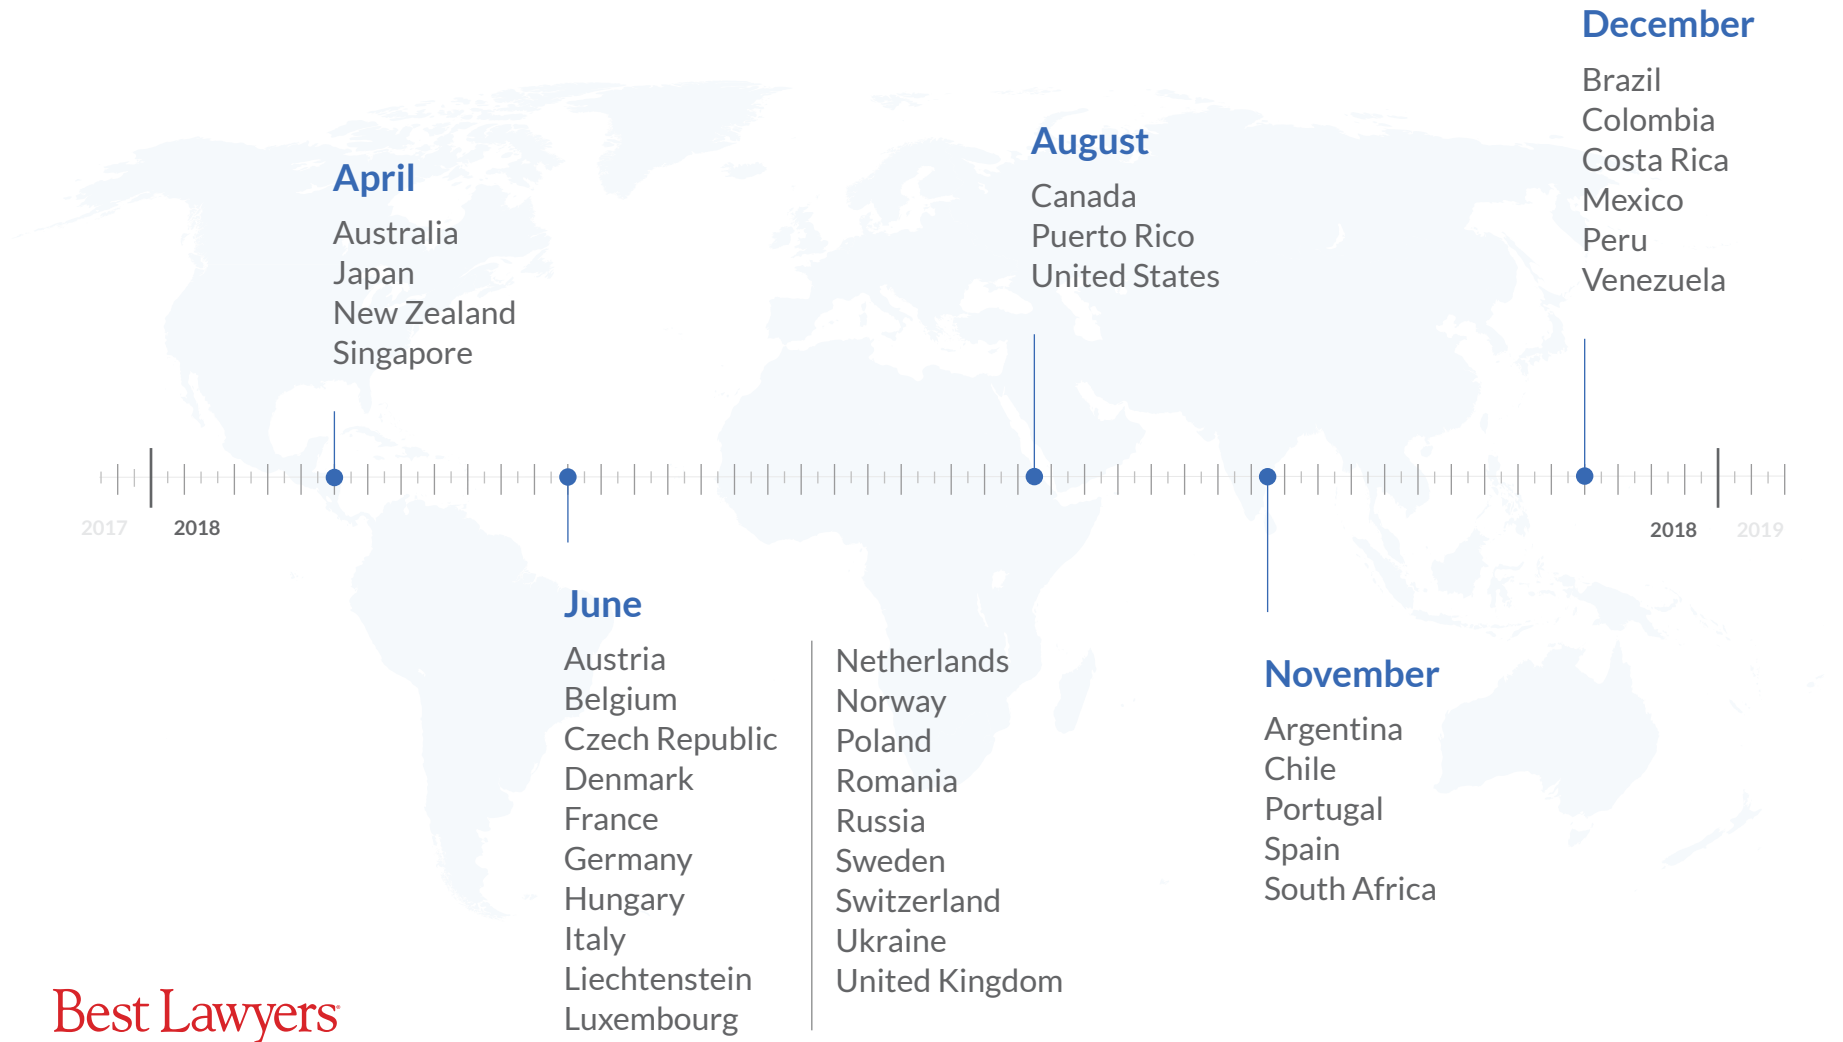 December
Brazil
Colombia
Costa Rica
Mexico
Peru
Venezuela
August
Canada
Puerto Rico
United States
April
Australia
Japan
New Zealand
Singapore
2017
2018
2018
2019
June
Austria
Belgium
Czech Republic
Denmark
France
Germany
Hungary
Italy
Liechtenstein
Luxembourg
Netherlands
Norway
Poland
Romania
Russia
Sweden
Switzerland
Ukraine
United Kingdom
November
Argentina
Chile
Portugal
Spain
South Africa
Best Lawyers